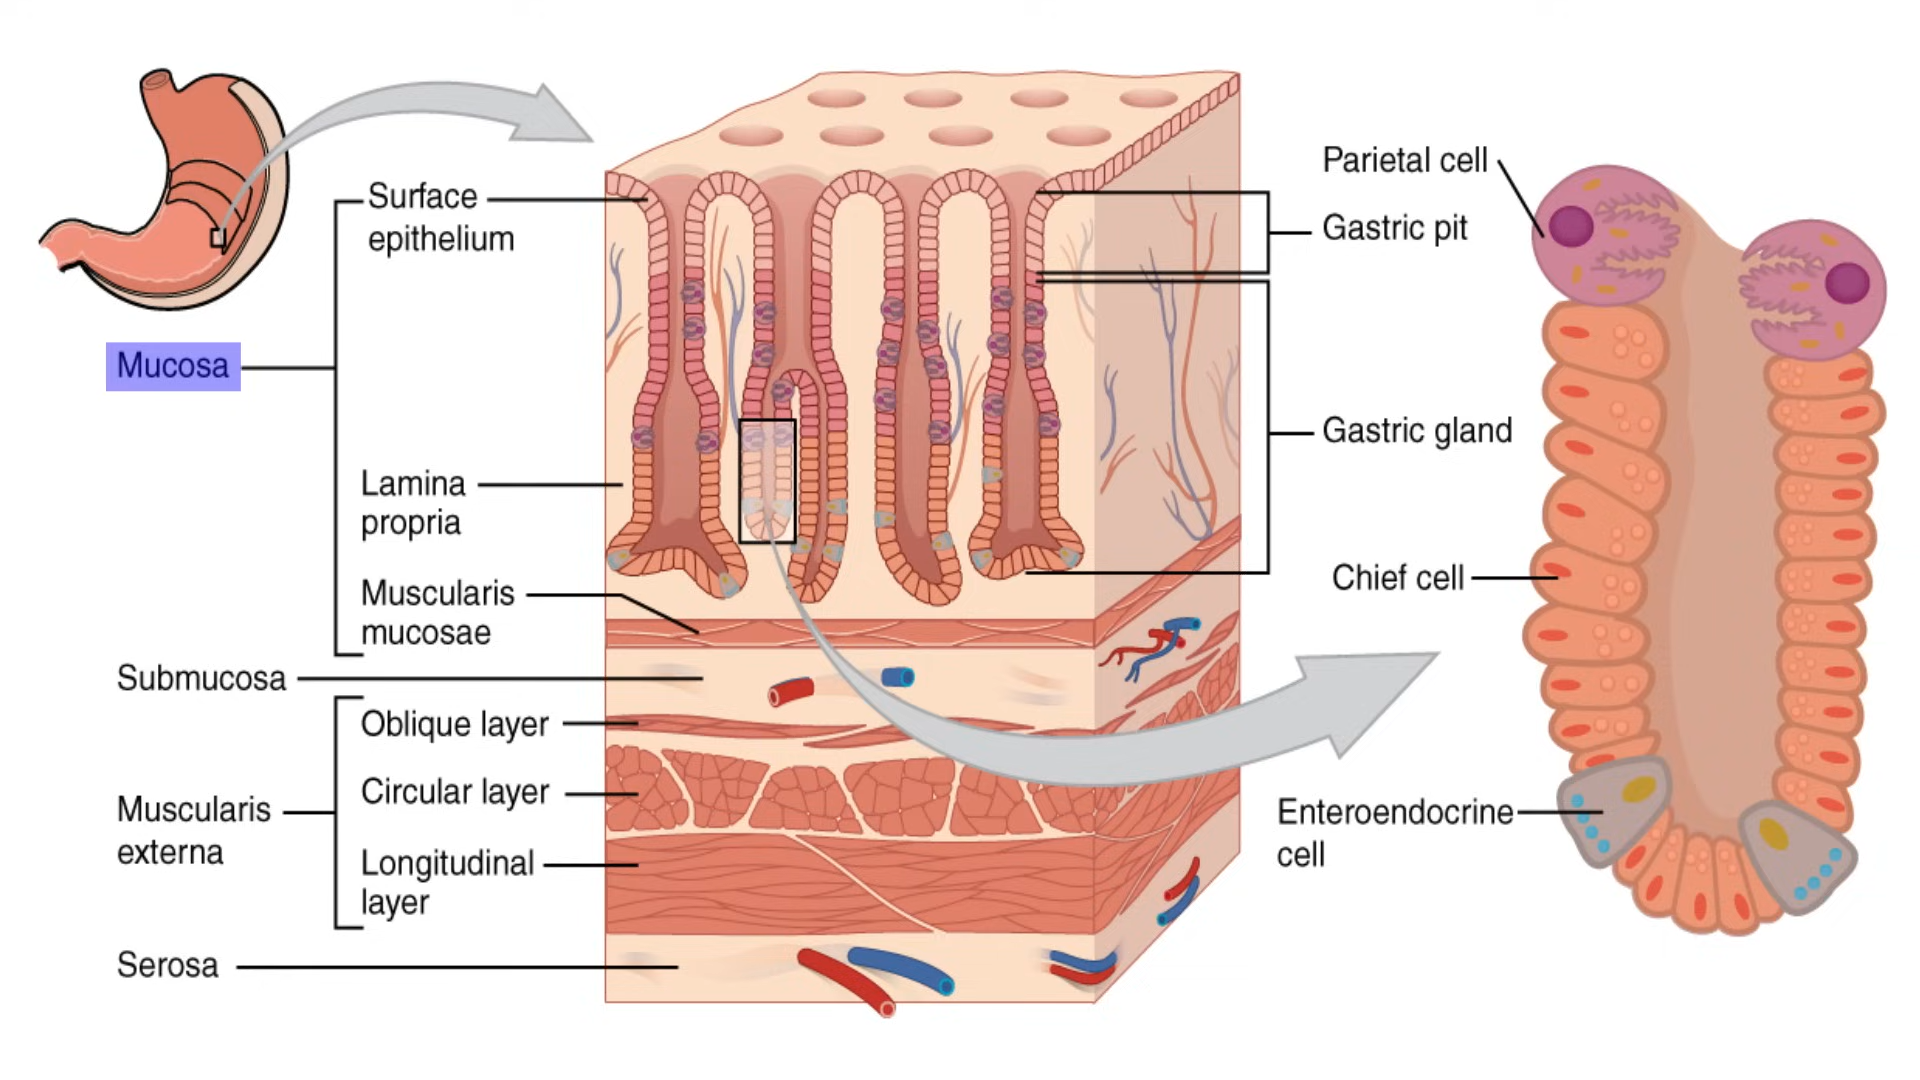 Surface
epithelium
Mucosa
Lamina
propria
Muscularis
mucosae
Submucosa
Oblique layer
Circular layer
Muscularis
externa
Longitudinal
layer
Serosa
Gastric pit
Gastric gland
Parietal cell
Chief cell
Enteroendocrine
cell